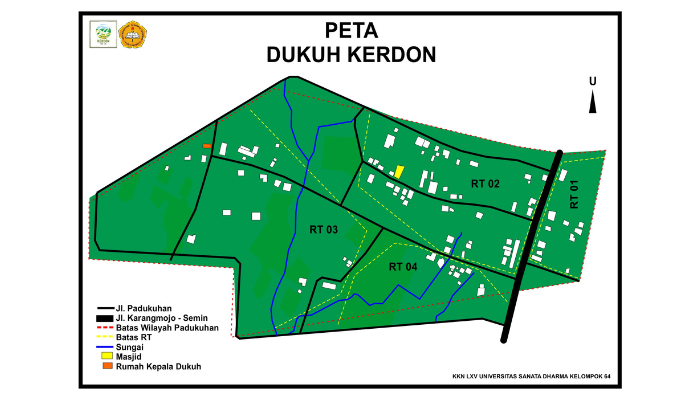 PETA
DUKUH KERDON
U
RT 02
RT 01
RT 03
RT 04
Jl. Padukuhan
Jl. Karangmojo - Semin
Batas Wilayah Padukuhan
Batas RT
Sungai
Masjid
Rumah Kepala Dukuh
KKN LXV UNIVERSITAS SANATA DHARMA KELOMPOK 64